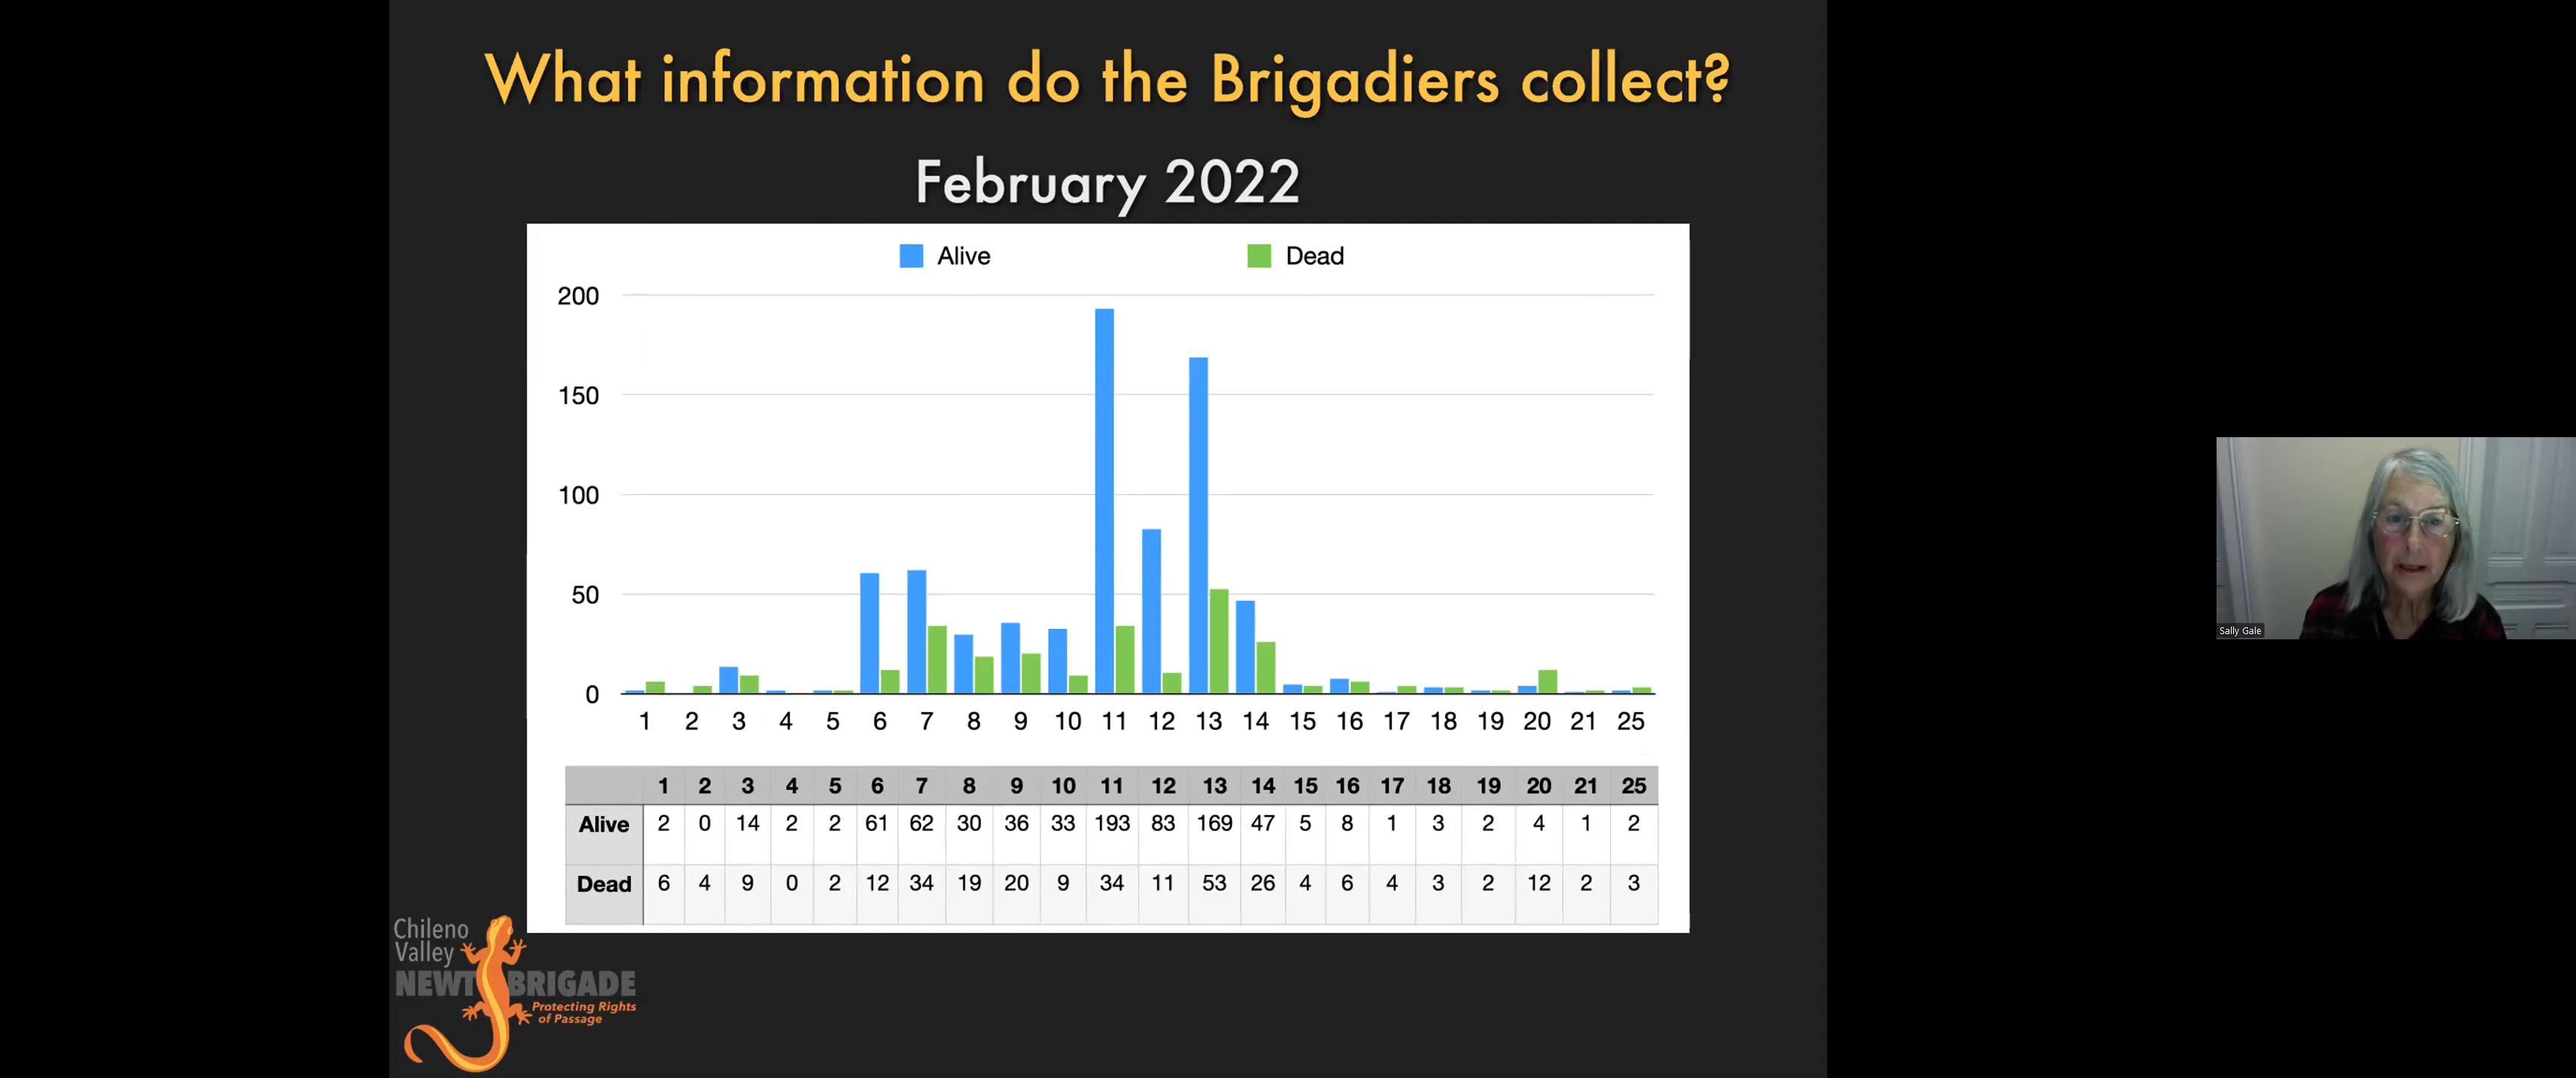 What information do the Brigadiers collect?
February 2022
Alive Dead
200
150
100
50
0
1 2 3 4 5 6 7 8 9 10 11 12 13 14 15 16 17 18 19 20 21 25
1 2 3 4 5 6 7 8 9 10 11 12 13 14 15 16 17 18 19 20 21 25
Alive 2 0 14 2 2 61 62 30 36 33 193 83 169 47 5 8 1 3 2 4 1 2
Dead 6 4 9 0 2 12 34 19 20 9 34 11 53 26 4 6 4 3 2 12 2 3
Chileno
Valley
NEWT BRIGADE
Protecting Rights
of Passage
Sally Gale